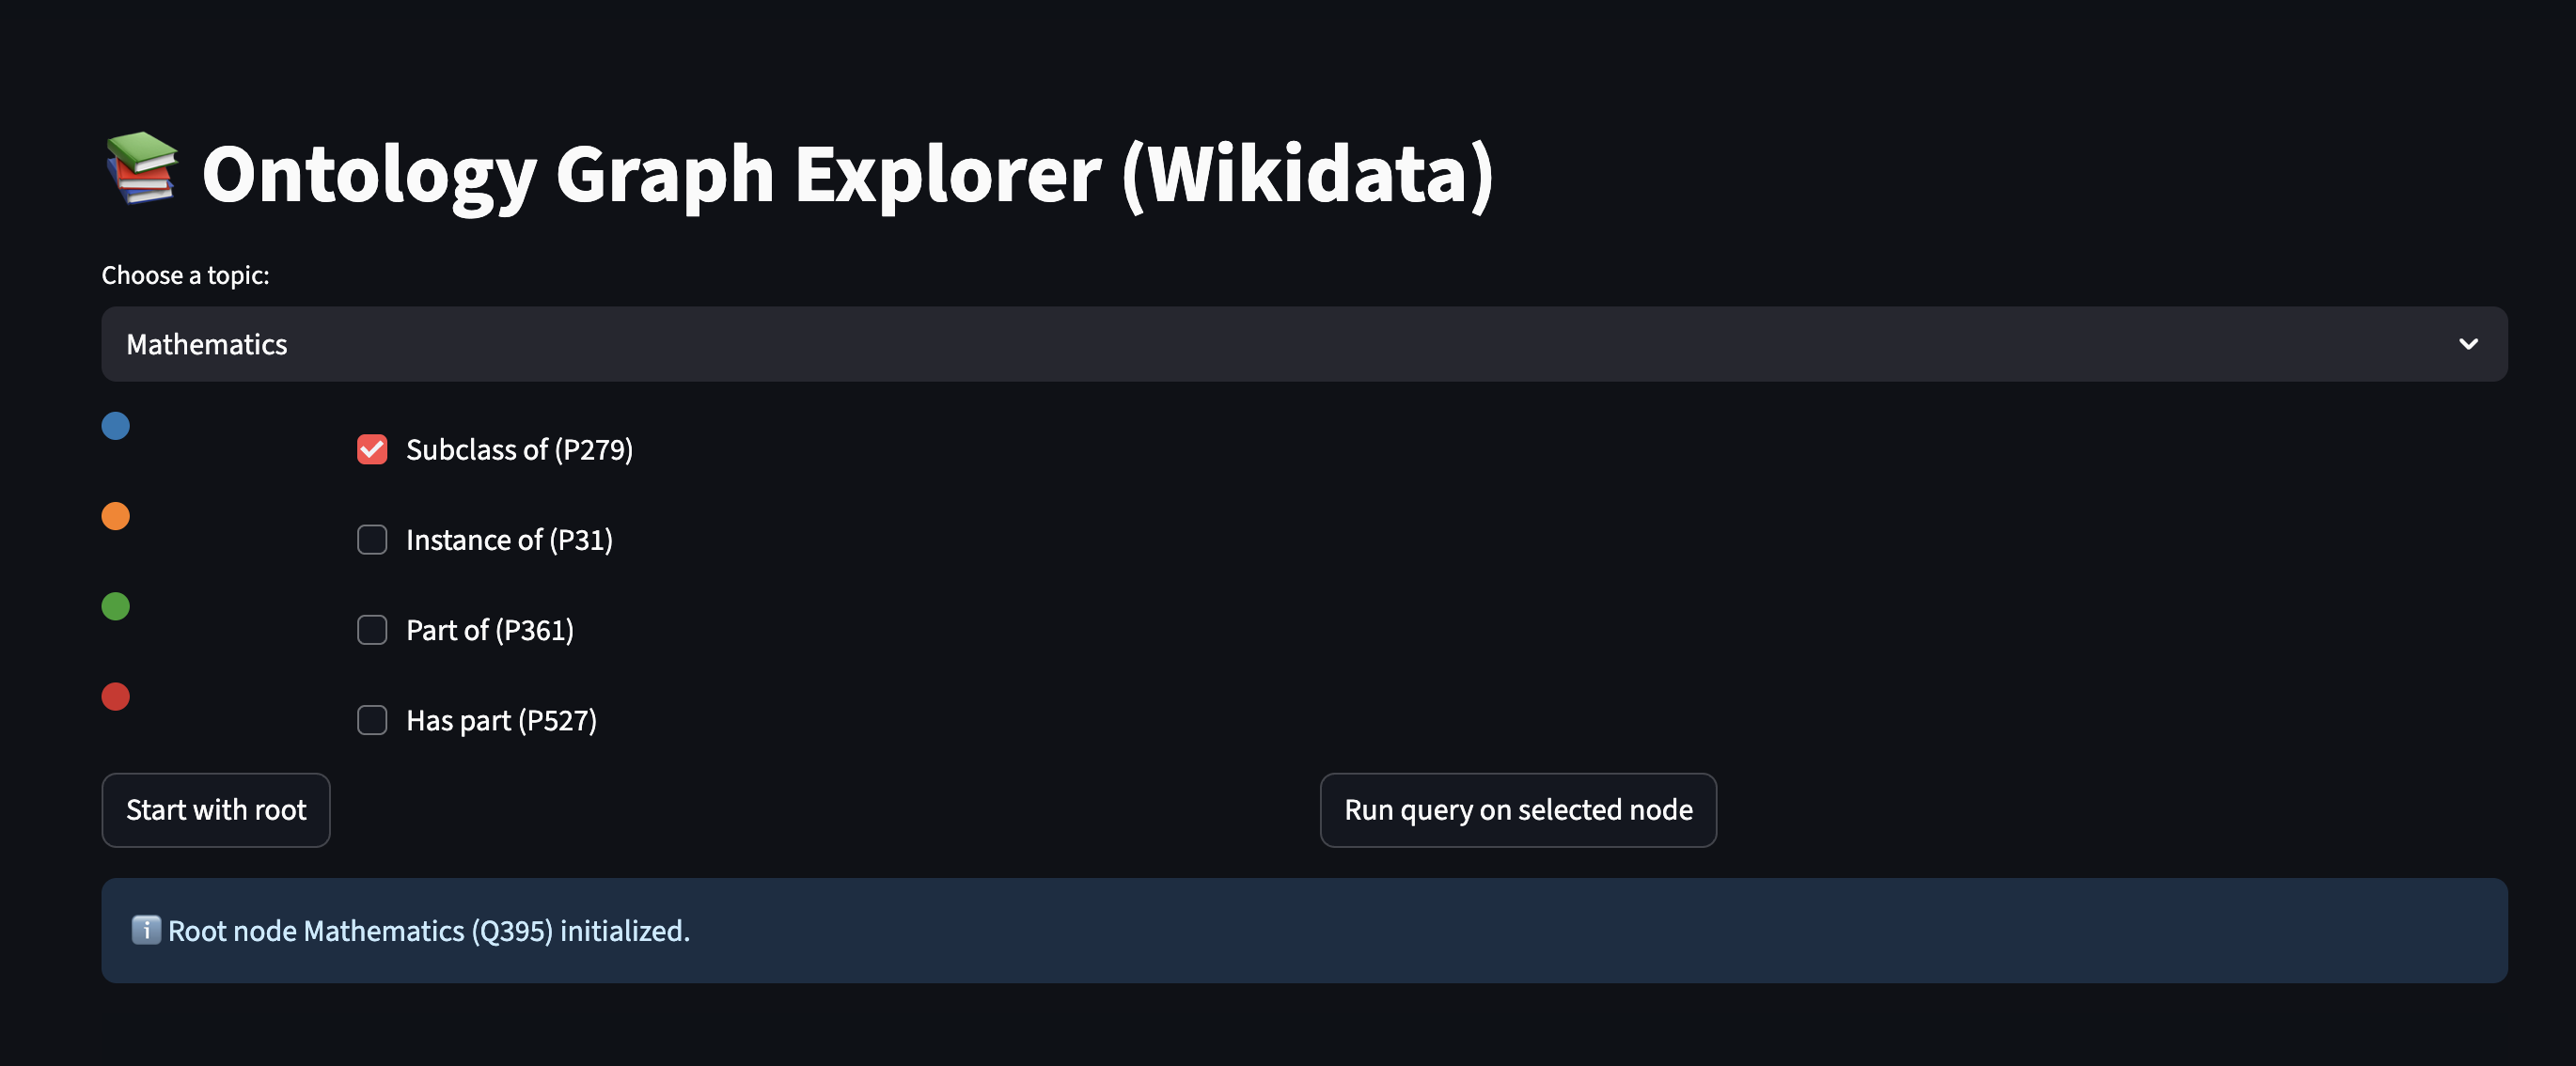 Ontology Graph Explorer (Wikidata)
Choose a topic:
Mathematics
Subclass of (P279)
Instance of (P31)
Part of (P361)
Has part (P527)
Start with root
Run query on selected node
Root node Mathematics (Q395) initialized.